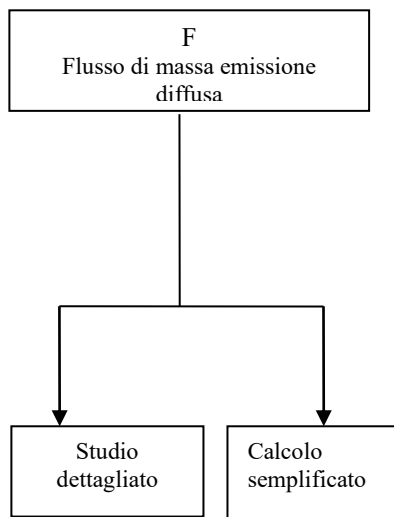 F
Flusso di massa emissione
diffusa
Studio
dettagliato
Calcolo
semplificato